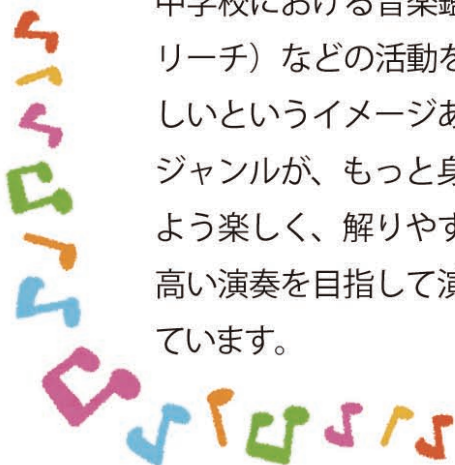 中学校における音楽鑑
リーチ）などの活動を
しいというイメージあ
ジャンルが、もっと身
よう楽しく、解りやす
高い演奏を目指して演
ています。